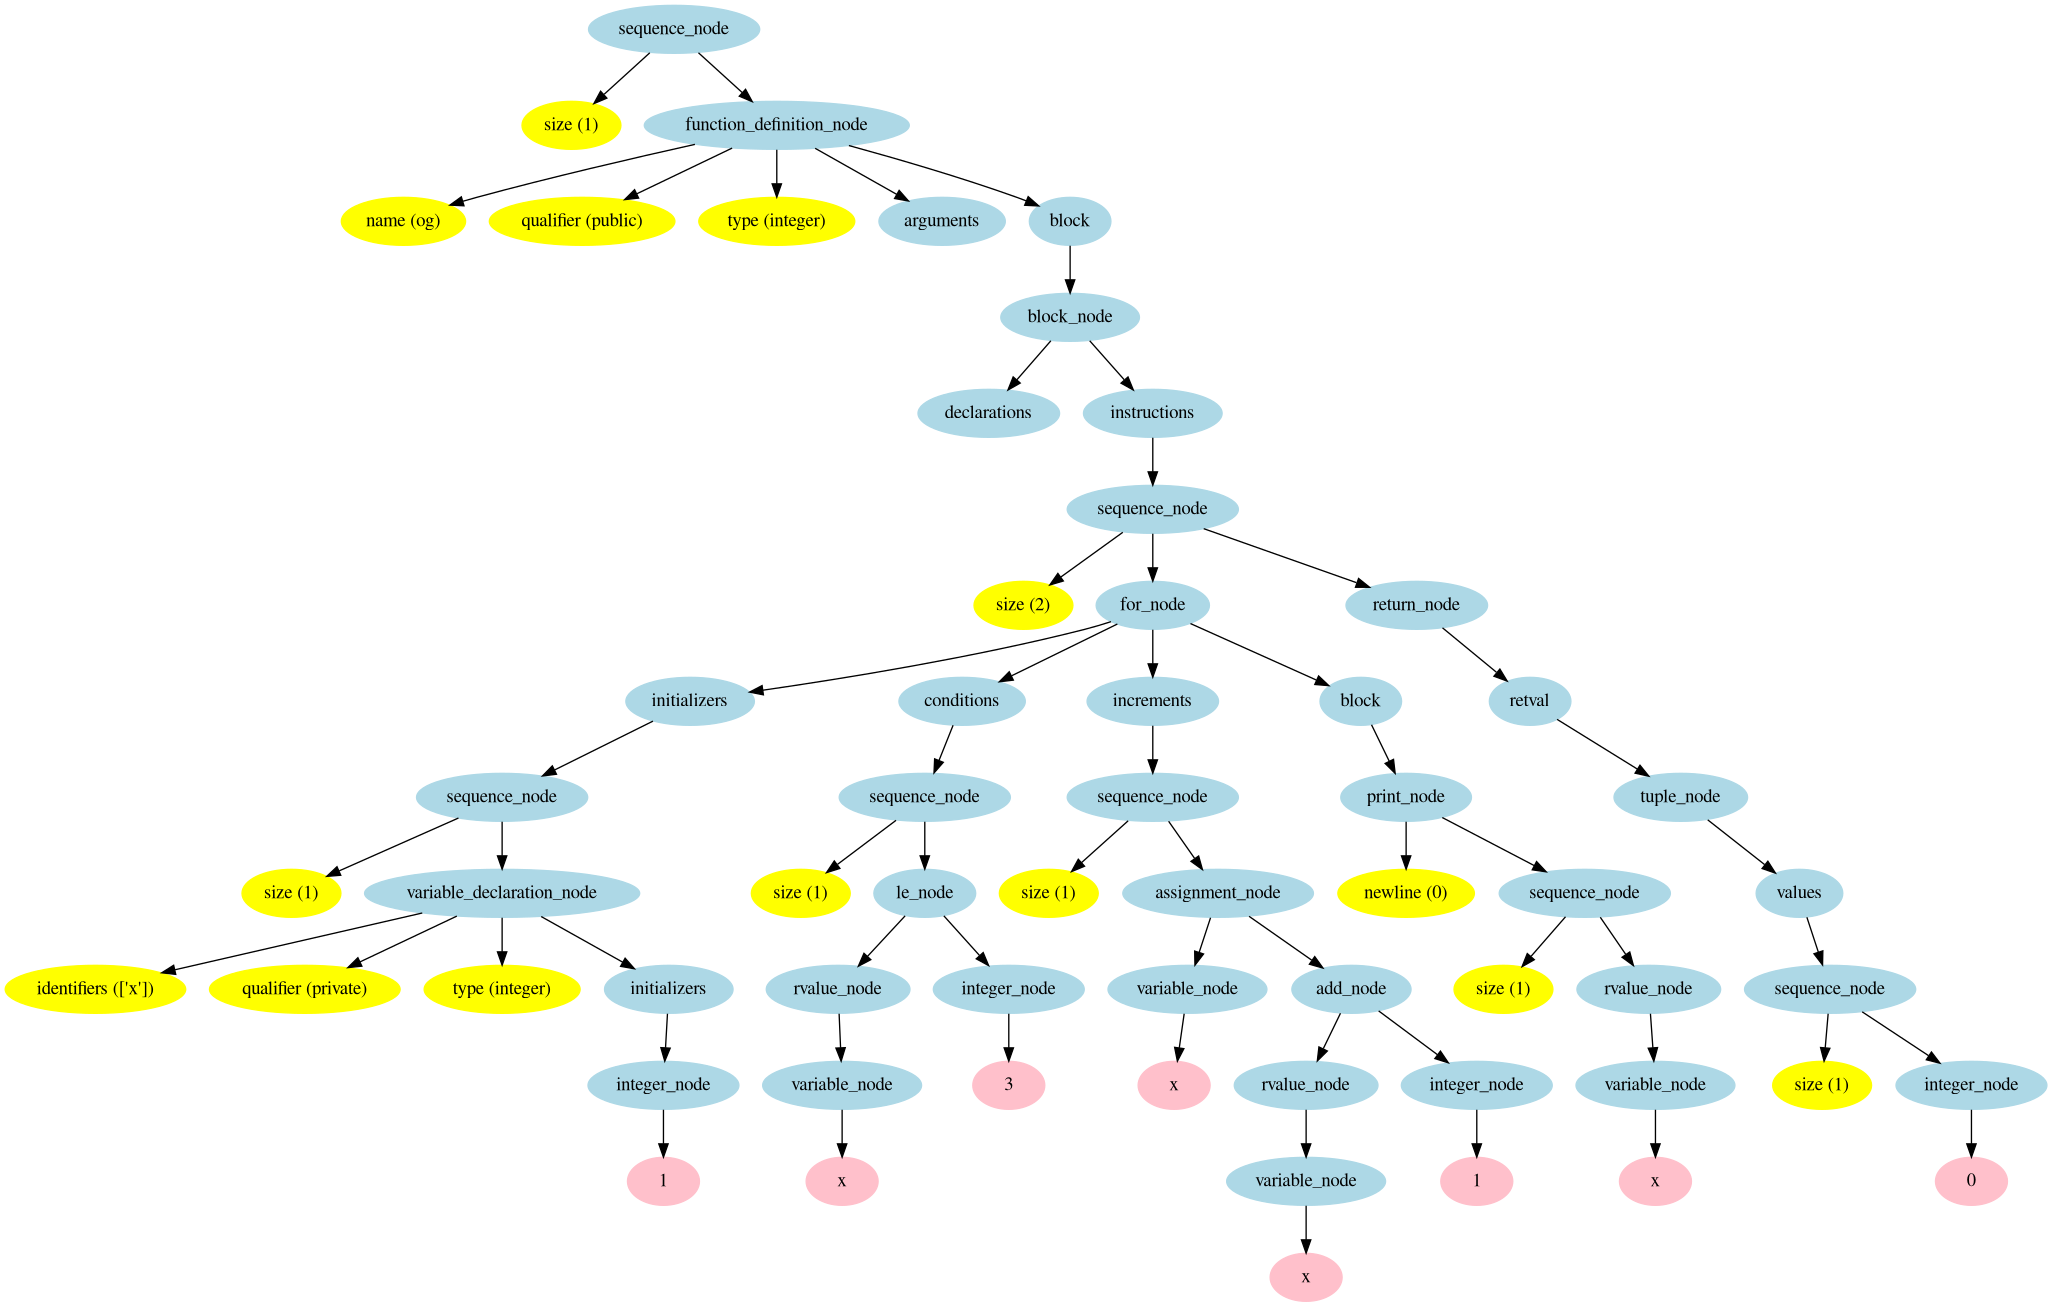 sequence_node
size (1)
function_definition_node
name (og)
qualifier (public)
type (integer)
arguments
block
block_node
declarations
instructions
sequence_node
size (2)
for_node
return_node
initializers
conditions
increments
block
retval
sequence_node
sequence_node
sequence_node
print_node
tuple_node
size (1)
variable_declaration_node
size (1)
le_node
size (1)
assignment_node
newline (0)
sequence_node
values
identifiers (['x'])
qualifier (private)
type (integer)
initializers
rvalue_node
integer_node
variable_node
add_node
size (1)
rvalue_node
sequence_node
integer_node
variable_node
3
x
rvalue_node
integer_node
variable_node
size (1)
integer_node
1
x
variable_node
1
x
0
x